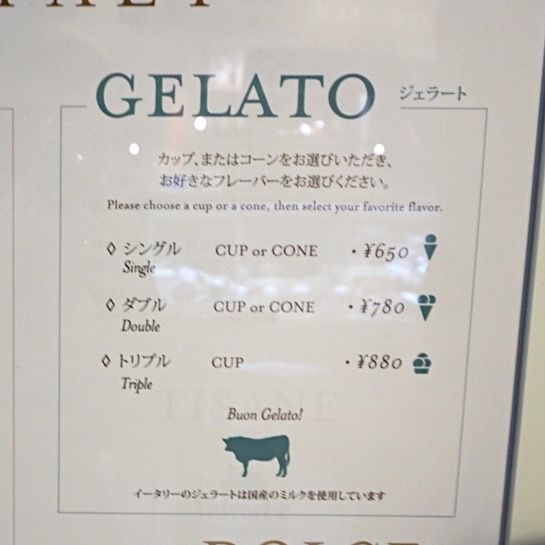 GELATO ジェラート
カップ、またはコーンをお選びいただき、
お好きなフレーバーをお選びください。
Please choose a cup or a cone, then select your favorite flavor.
◊ シングル CUP or CONE ・¥650
Single
◊ ダブル CUP or CONE ・¥780
Double
◊ トリプル CUP ・¥880
Triple
TISANE
Buon Gelato!
イータリーのジェラートは国産のミルクを使用しています
DOLCE